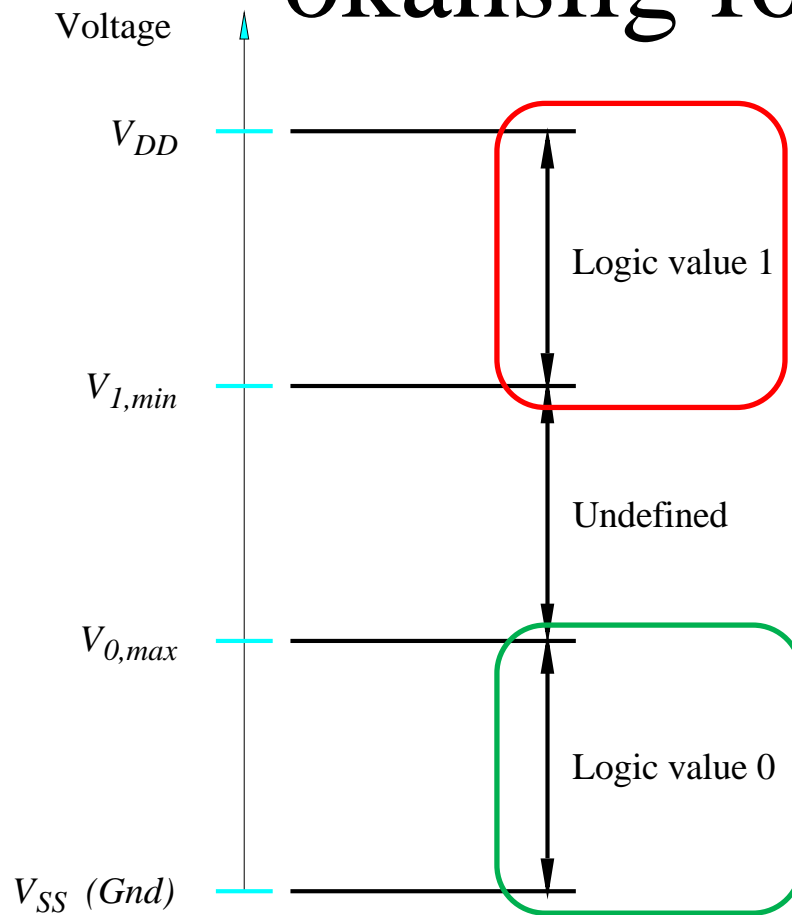 Voltage
V_DD
Logic value 1
V_1,min
Undefined
V_0,max
Logic value 0
V_SS (Gnd)